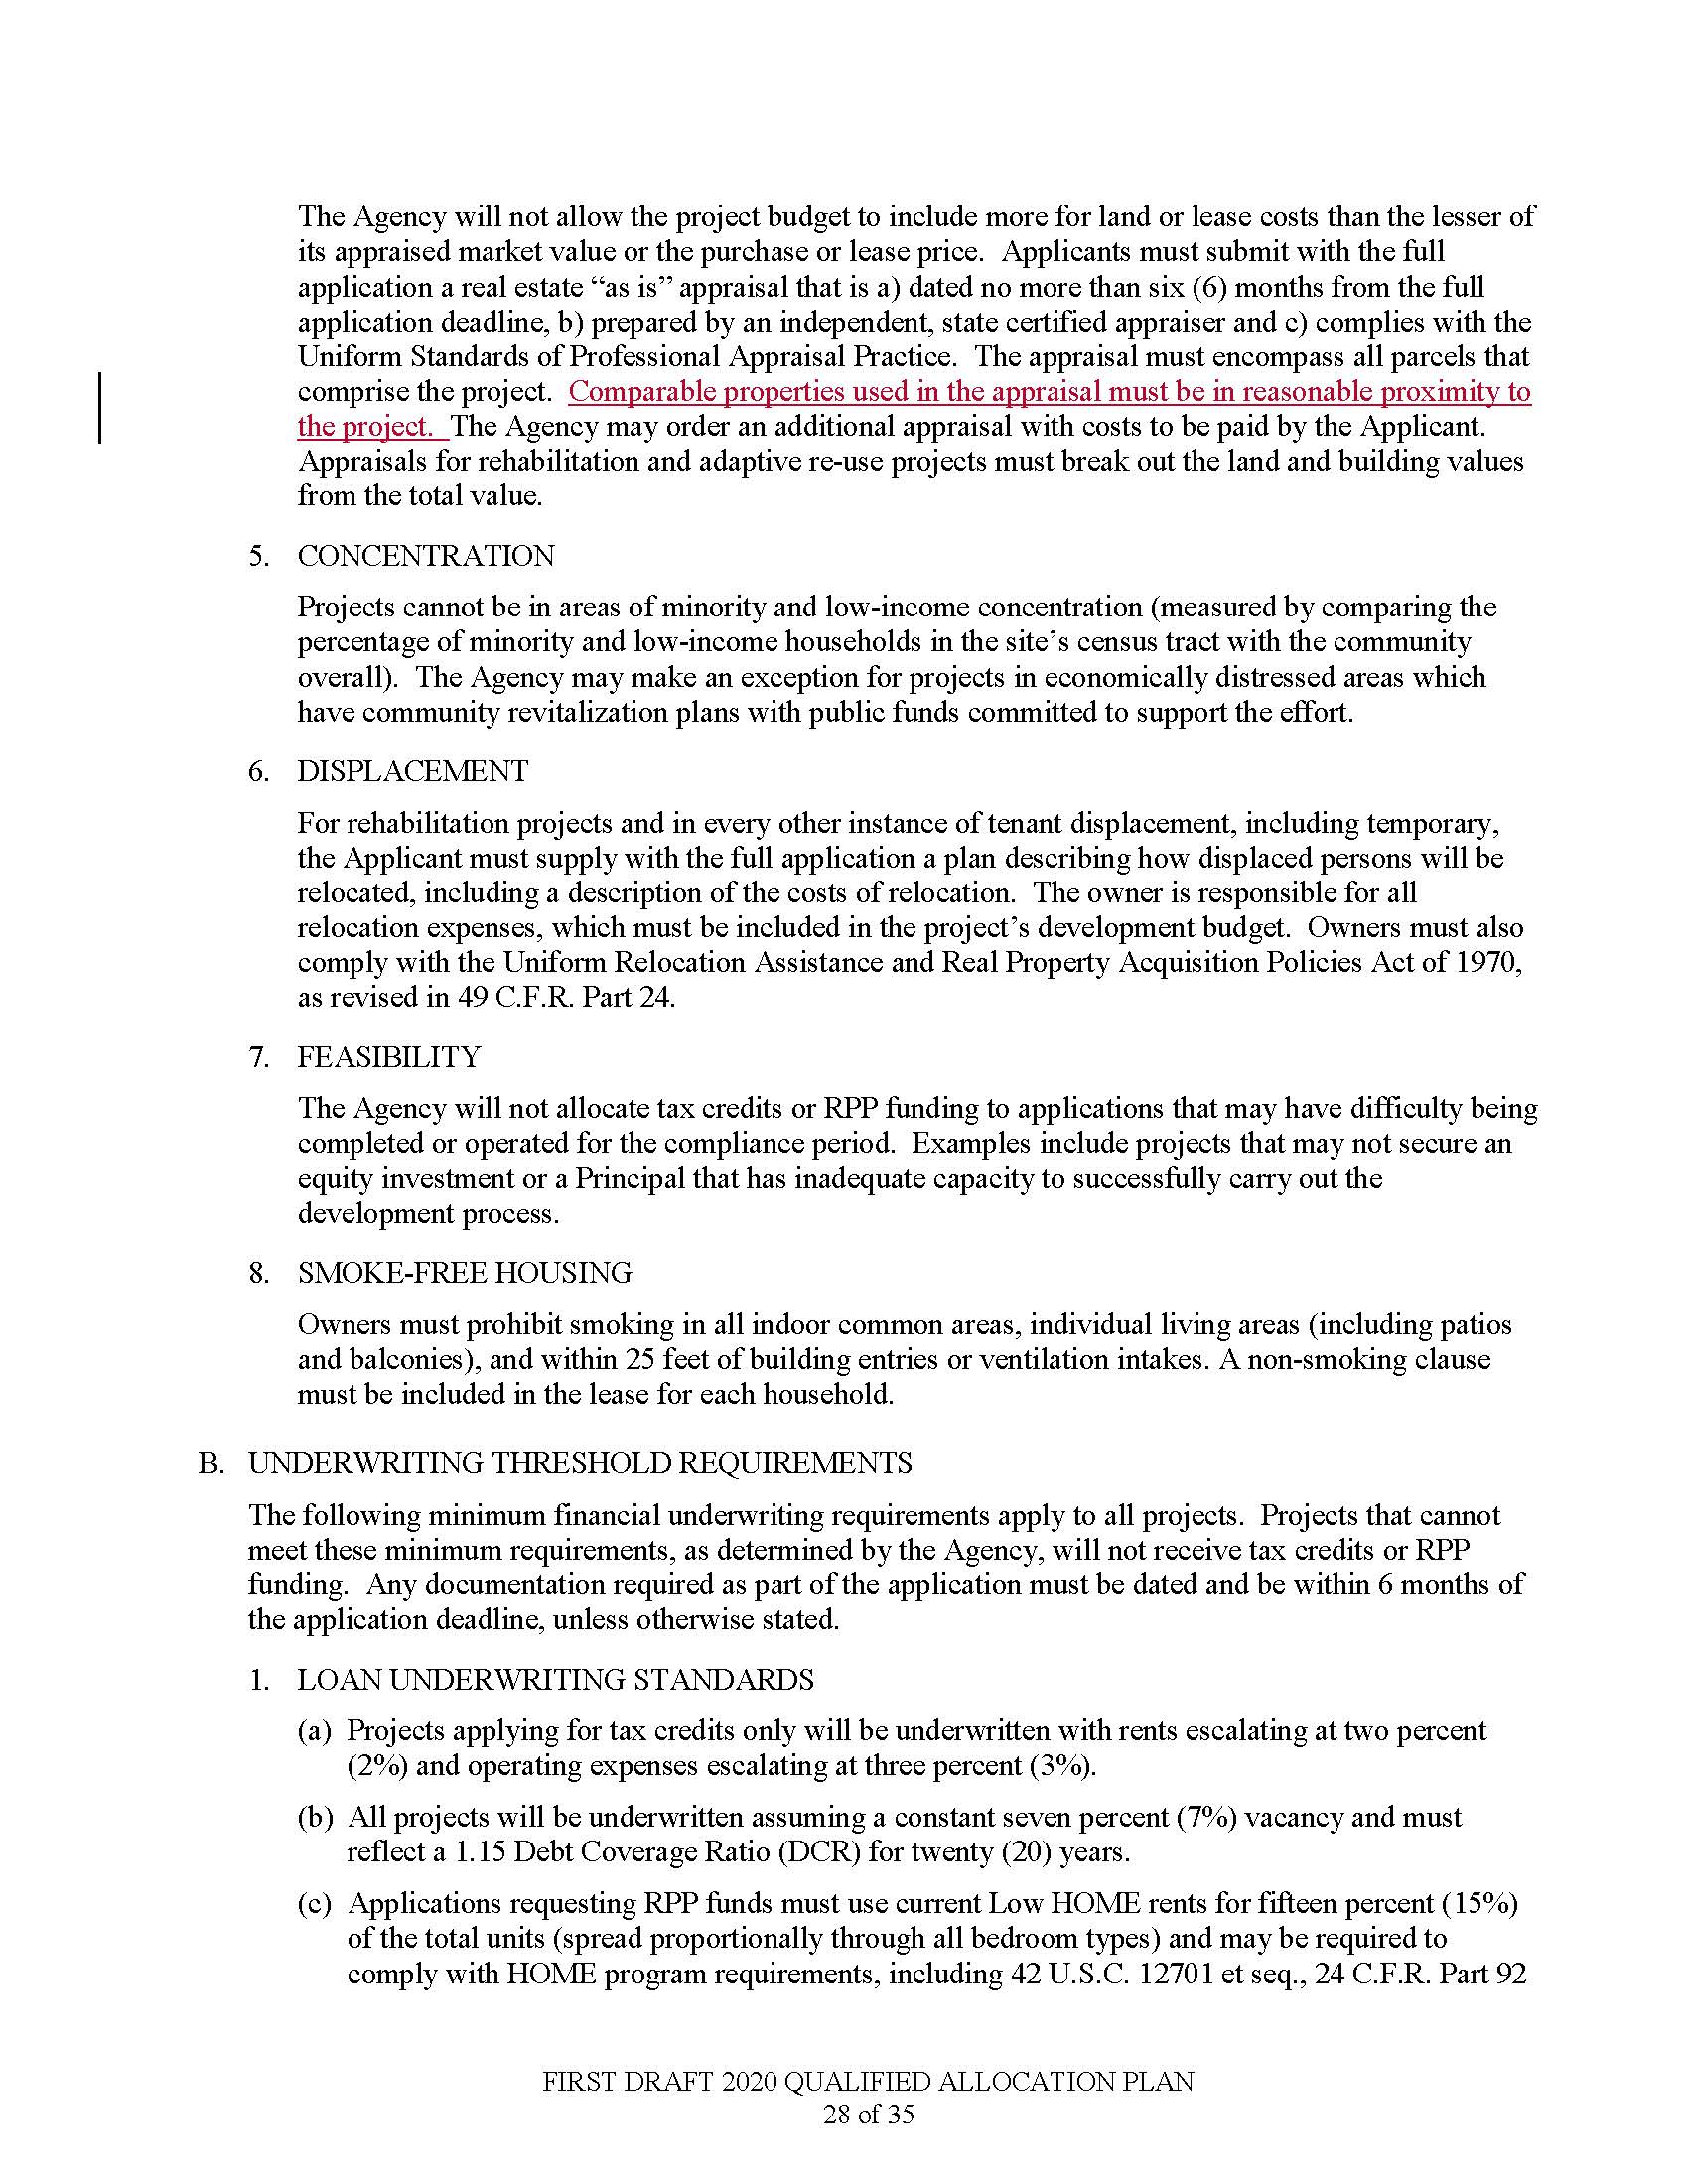 The Agency will not allow the project budget to include more for land or lease costs than the lesser of
its appraised market value or the purchase or lease price.  Applicants must submit with the full
application a real estate “as is” appraisal that is a) dated no more than six (6) months from the full
application deadline, b) prepared by an independent, state certified appraiser and c) complies with the
Uniform Standards of Professional Appraisal Practice.  The appraisal must encompass all parcels that
comprise the project.  Comparable properties used in the appraisal must be in reasonable proximity to
the project.  The Agency may order an additional appraisal with costs to be paid by the Applicant.
Appraisals for rehabilitation and adaptive re-use projects must break out the land and building values
from the total value.
5. CONCENTRATION
Projects cannot be in areas of minority and low-income concentration (measured by comparing the
percentage of minority and low-income households in the site’s census tract with the community
overall).  The Agency may make an exception for projects in economically distressed areas which
have community revitalization plans with public funds committed to support the effort.
6. DISPLACEMENT
For rehabilitation projects and in every other instance of tenant displacement, including temporary,
the Applicant must supply with the full application a plan describing how displaced persons will be
relocated, including a description of the costs of relocation.  The owner is responsible for all
relocation expenses, which must be included in the project’s development budget.  Owners must also
comply with the Uniform Relocation Assistance and Real Property Acquisition Policies Act of 1970,
as revised in 49 C.F.R. Part 24.
7. FEASIBILITY
The Agency will not allocate tax credits or RPP funding to applications that may have difficulty being
completed or operated for the compliance period.  Examples include projects that may not secure an
equity investment or a Principal that has inadequate capacity to successfully carry out the
development process.
8. SMOKE-FREE HOUSING
Owners must prohibit smoking in all indoor common areas, individual living areas (including patios
and balconies), and within 25 feet of building entries or ventilation intakes. A non-smoking clause
must be included in the lease for each household.
B. UNDERWRITING THRESHOLD REQUIREMENTS
The following minimum financial underwriting requirements apply to all projects.  Projects that cannot
meet these minimum requirements, as determined by the Agency, will not receive tax credits or RPP
funding.  Any documentation required as part of the application must be dated and be within 6 months of
the application deadline, unless otherwise stated.
1. LOAN UNDERWRITING STANDARDS
(a) Projects applying for tax credits only will be underwritten with rents escalating at two percent
(2%) and operating expenses escalating at three percent (3%).
(b) All projects will be underwritten assuming a constant seven percent (7%) vacancy and must
reflect a 1.15 Debt Coverage Ratio (DCR) for twenty (20) years.
(c) Applications requesting RPP funds must use current Low HOME rents for fifteen percent (15%)
of the total units (spread proportionally through all bedroom types) and may be required to
comply with HOME program requirements, including 42 U.S.C. 12701 et seq., 24 C.F.R. Part 92
FIRST DRAFT 2020 QUALIFIED ALLOCATION PLAN
28 of 35